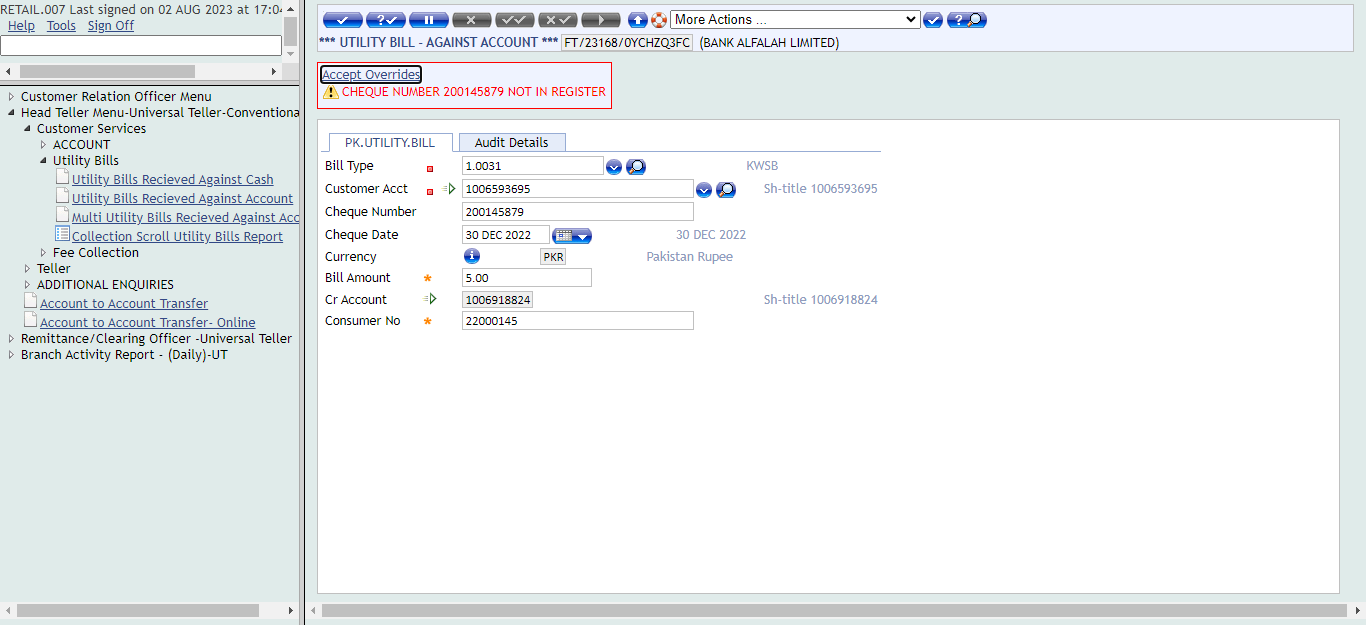 RETAIL.007 Last signed on 02 AUG 2023 at 17:04
Help Tools Sign Off
Customer Relation Officer Menu
Head Teller Menu-Universal Teller-Conventiona
Customer Services
ACCOUNT
Utility Bills
Utility Bills Recieved Against Cash
Utility Bills Recieved Against Account
Multi Utility Bills Recieved Against Acc
Collection Scroll Utility Bills Report
Fee Collection
Teller
ADDITIONAL ENQUIRIES
Account to Account Transfer
Account to Account Transfer- Online
Remittance/Clearing Officer -Universal Teller
Branch Activity Report - (Daily)-UT
More Actions ...
*** UTILITY BILL - AGAINST ACCOUNT *** FT/23168/0YCHZQ3FC (BANK ALFALAH LIMITED)
Accept Overrides
CHEQUE NUMBER 200145879 NOT IN REGISTER
PK.UTILITY.BILL Audit Details
Bill Type 1.0031 KWSB
Customer Acct 1006593695 Sh-title 1006593695
Cheque Number 200145879
Cheque Date 30 DEC 2022 30 DEC 2022
Currency PKR Pakistan Rupee
Bill Amount 5.00
Cr Account 1006918824 Sh-title 1006918824
Consumer No 22000145